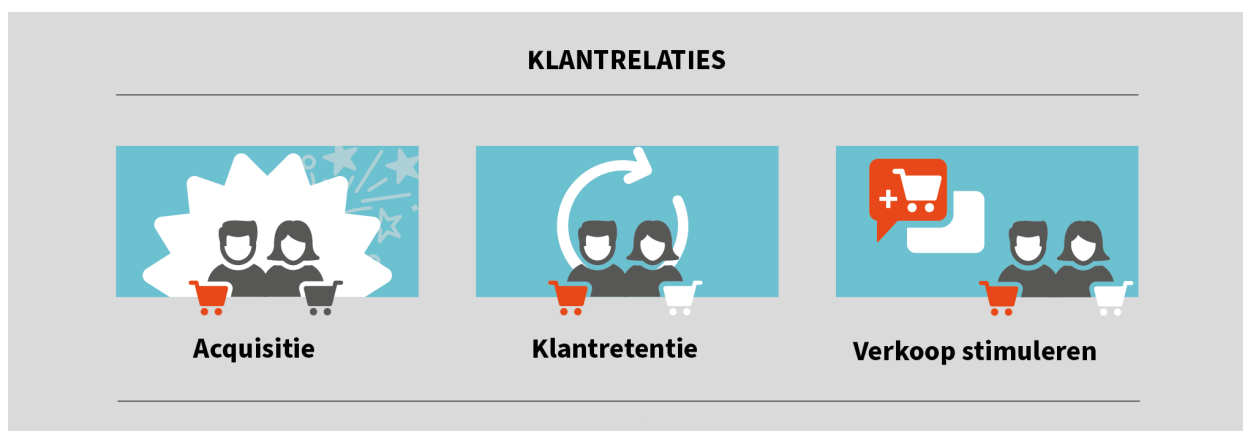 KLANTRELATIES
Acquisitie
Klantretentie
Verkoop stimuleren